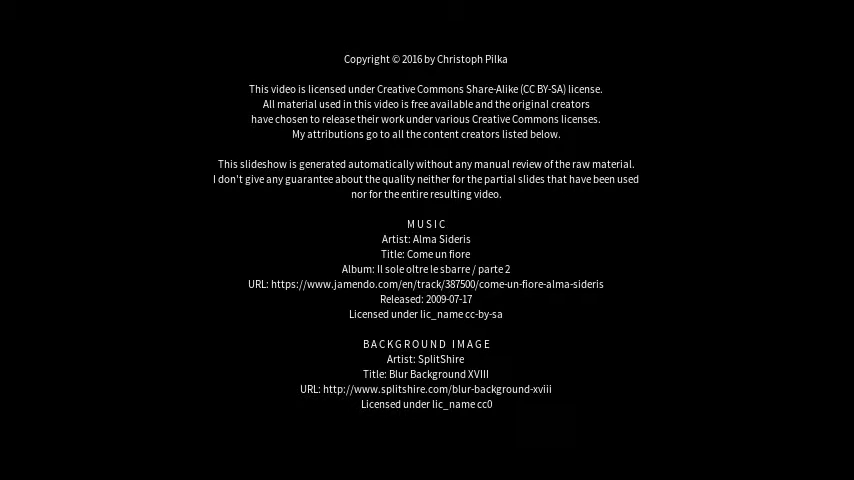 Copyright © 2016 by Christoph Pilka
This video is licensed under Creative Commons Share-Alike (CC BY-SA) license.
All material used in this video is free available and the original creators
have chosen to release their work under various Creative Commons licenses.
My attributions go to all the content creators listed below.
This slideshow is generated automatically without any manual review of the raw material.
I don't give any guarantee about the quality neither for the partial slides that have been used
nor for the entire resulting video.
M U S I C
Artist: Alma Sideris
Title: Come un fiore
Album: Il sole oltre le sbarre / parte 2
URL: https://www.jamendo.com/en/track/387500/come-un-fiore-alma-sideris
Released: 2009-07-17
Licensed under lic_name cc-by-sa
B A C K G R O U N D   I M A G E
Artist: SplitShire
Title: Blur Background XVIII
URL: http://www.splitshire.com/blur-background-xviii
Licensed under lic_name cc0